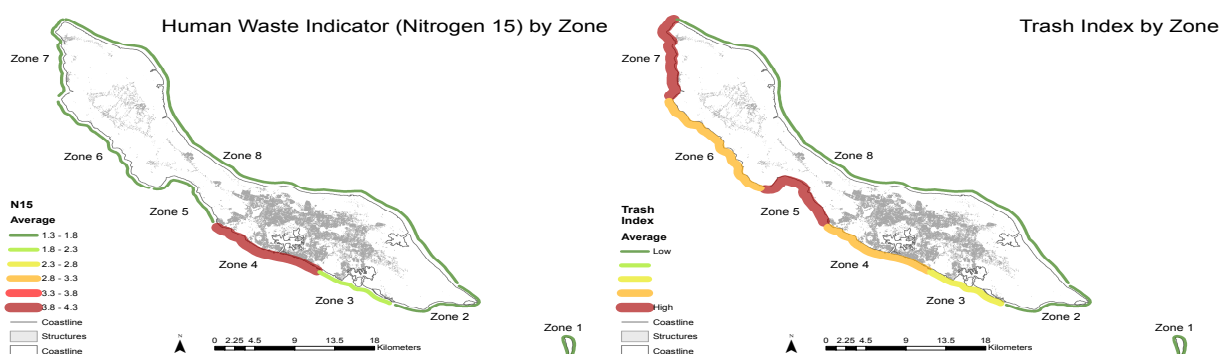 Human Waste Indicator (Nitrogen 15) by Zone
Zone 7
Zone 8
Zone 6
Zone 5
Zone 4
Zone 3
Zone 2
Zone 1
N15
Average
1.3 - 1.8
1.8 - 2.3
2.3 - 2.8
2.8 - 3.3
3.3 - 3.8
3.8 - 4.3
Coastline
Structures
Coastline
N
0 2.25 4.5 9 13.5 18
Kilometers
Trash Index by Zone
Zone 7
Zone 8
Zone 6
Zone 5
Zone 4
Zone 3
Zone 2
Zone 1
Trash
Index
Average
Low
High
Coastline
Structures
Coastline
N
0 2.25 4.5 9 13.5 18
Kilometers